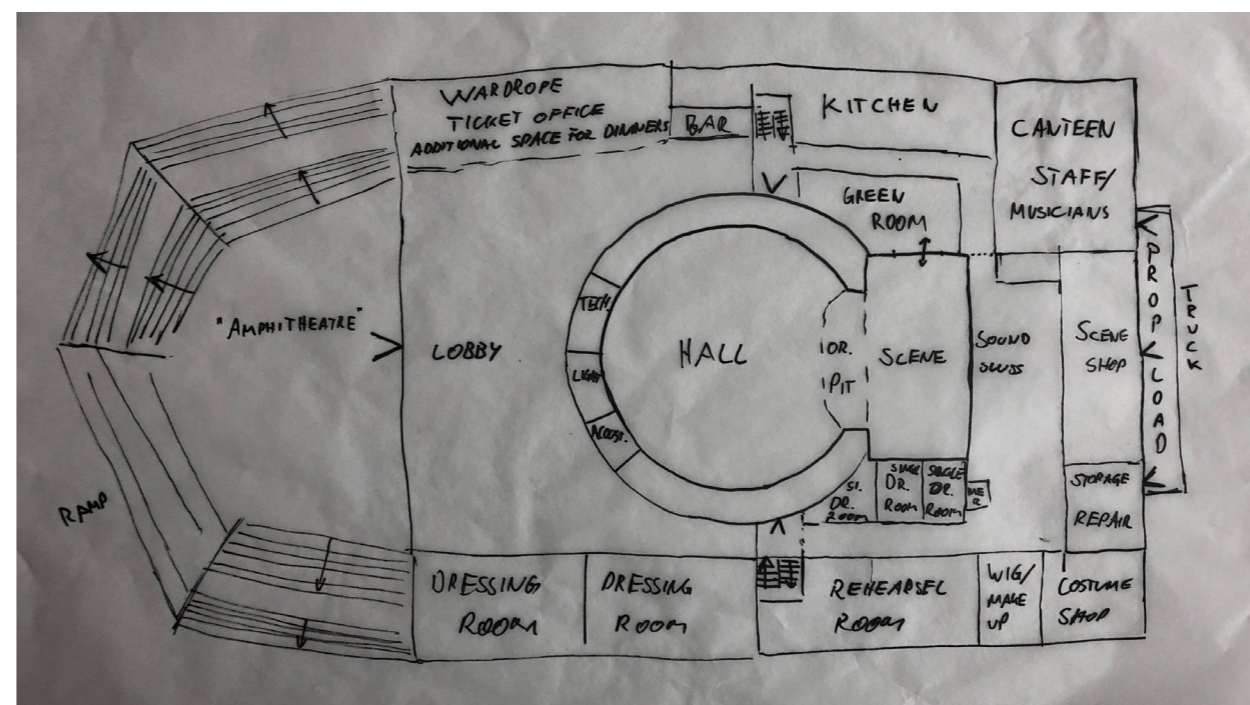 WARDROPE
TICKET OFFICE
ADDITIONAL SPACE FOR DINNERS
BAR
KITCHEN
CANTEEN
STAFF/
MUSICIANS
GREEN
ROOM
"AMPHITHEATRE"
LOBBY
TECH.
LIGHT
ACOUST.
HALL
OR.
PIT
SCENE
SOUND
SCENE
SHOP
PROP LOAD
TRUCK
RAMP
SI.
DR.
ROOM
SINGLE
DR.
ROOM
SINGLE
DR.
ROOM
STORAGE
REPAIR
DRESSING
ROOM
DRESSING
ROOM
REHEARSEL
ROOM
WIG/
MAKE
UP
COSTUME
SHOP